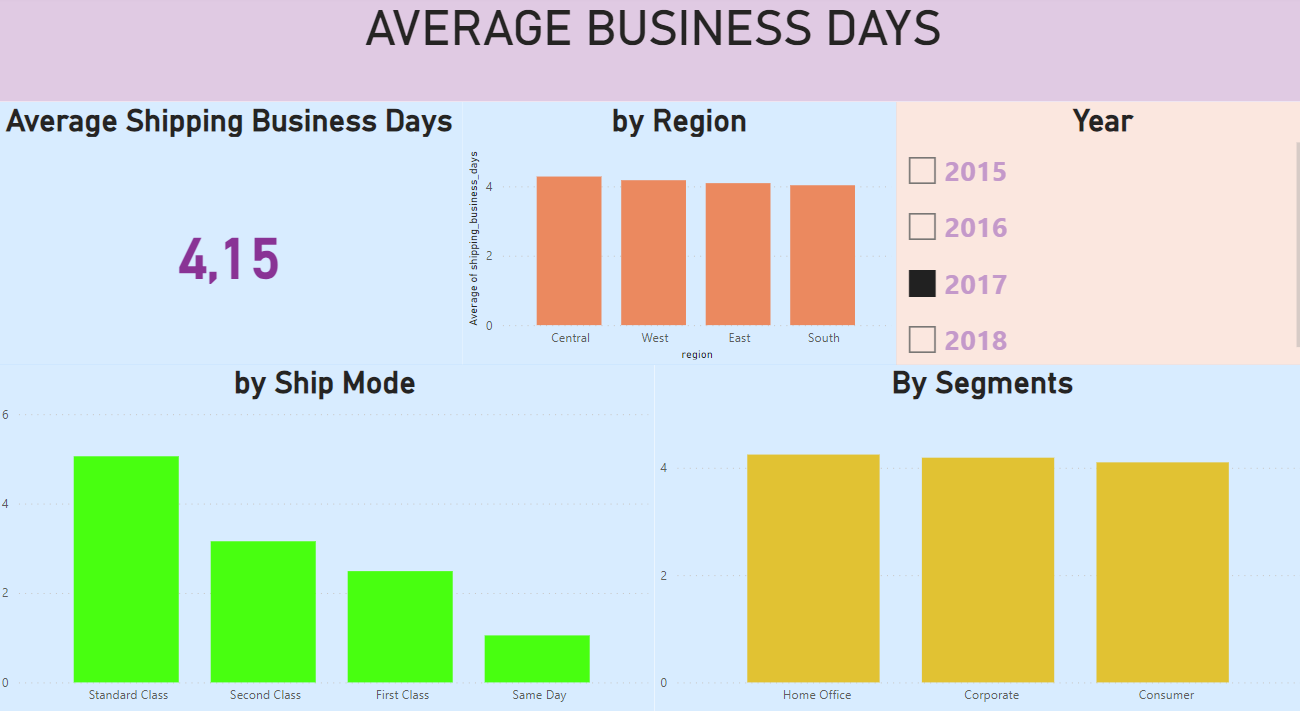 AVERAGE BUSINESS DAYS
Average Shipping Business Days
4,15
by Region
Average of shipping_business_days
4
2
0
Central West East South
region
Year
2015
2016
2017
2018
by Ship Mode
6
4
2
0
Standard Class Second Class First Class Same Day
By Segments
4
2
0
Home Office Corporate Consumer